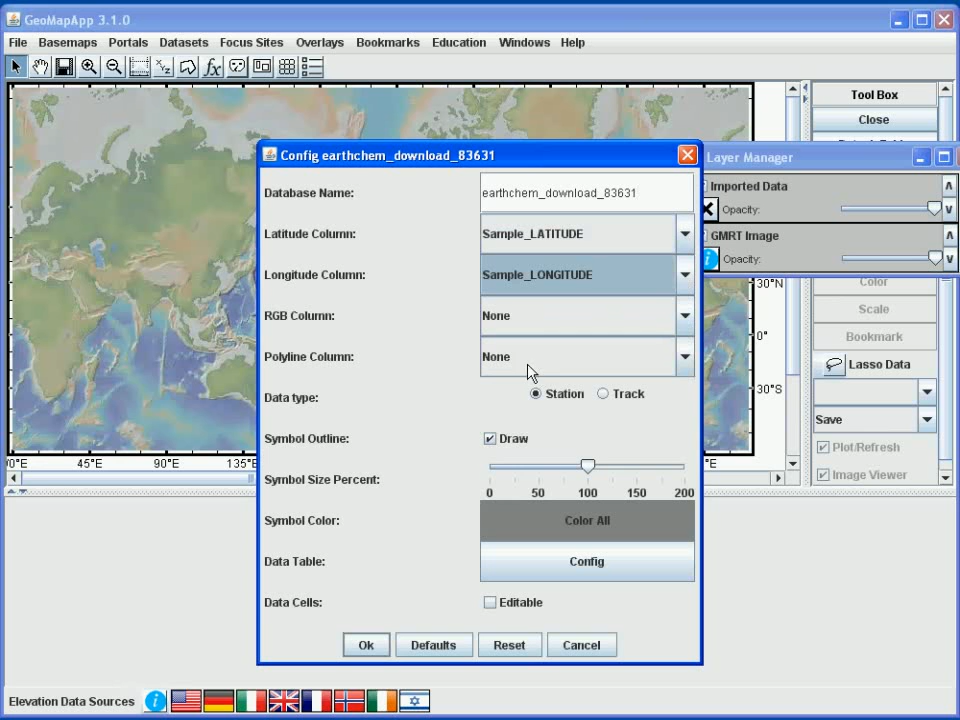 GeoMapApp 3.1.0
File Basemaps Portals Datasets Focus Sites Overlays Bookmarks Education Windows Help
Tool Box
Close
Config earthchem_download_83631
Layer Manager
Database Name: earthchem_download_83631
Imported Data
Opacity:
Latitude Column: Sample_LATITUDE
GMRT Image
Opacity:
Longitude Column: Sample_LONGITUDE
30°N
Color
RGB Column: None
Scale
0°
Bookmark
Polyline Column: None
Lasso Data
Data type: Station Track
30°S
Save
Symbol Outline: Draw
Plot/Refresh
0°E 45°E 90°E 135°E
°E
Image Viewer
Symbol Size Percent:
0 50 100 150 200
Symbol Color: Color All
Data Table: Config
Data Cells: Editable
Ok Defaults Reset Cancel
Elevation Data Sources